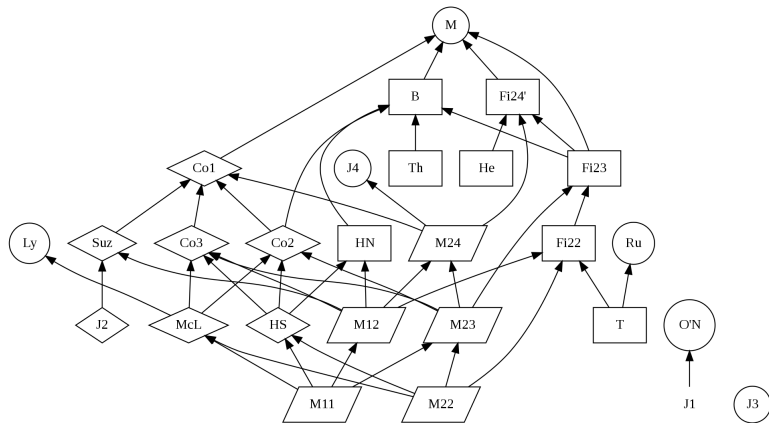 M
B
Fi24'
Co1
J4
Th
He
Fi23
Ly
Suz
Co3
Co2
HN
M24
Fi22
Ru
J2
McL
HS
M12
M23
T
O'N
M11
M22
J1
J3